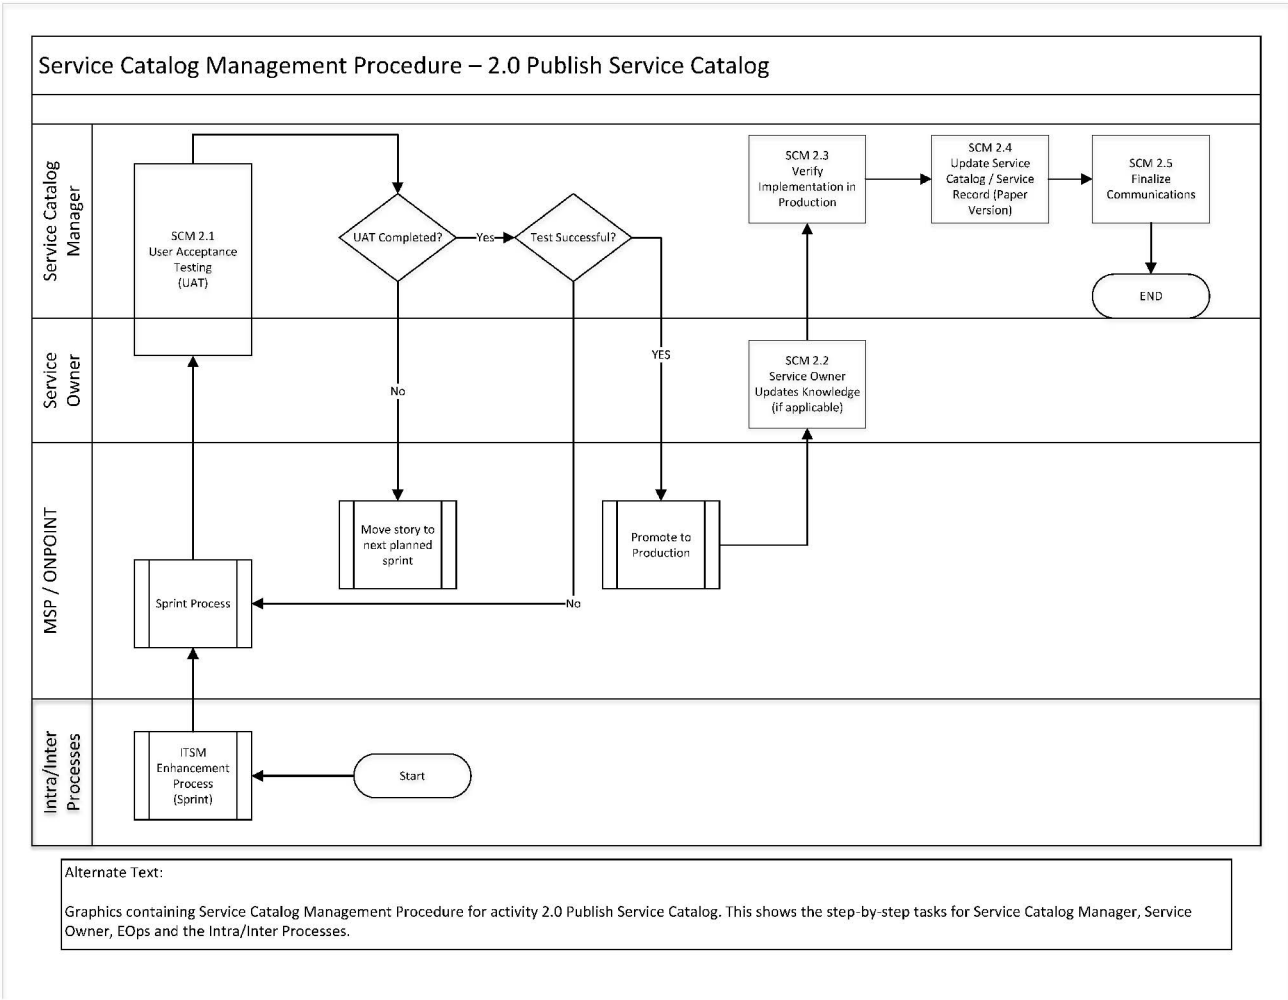 Service Catalog Management Procedure – 2.0 Publish Service Catalog
Service Catalog
Manager
SCM 2.1
User Acceptance
Testing
(UAT)
UAT Completed?
Yes
Test Successful?
SCM 2.3
Verify
Implementation in
Production
SCM 2.4
Update Service
Catalog / Service
Record (Paper
Version)
SCM 2.5
Finalize
Communications
END
Service
Owner
No
YES
SCM 2.2
Service Owner
Updates Knowledge
(if applicable)
MSP / ONPOINT
Sprint Process
Move story to
next planned
sprint
No
Promote to
Production
Intra/Inter
Processes
ITSM
Enhancement
Process
(Sprint)
Start
Alternate Text:
Graphics containing Service Catalog Management Procedure for activity 2.0 Publish Service Catalog. This shows the step-by-step tasks for Service Catalog Manager, Service
Owner, EOps and the Intra/Inter Processes.